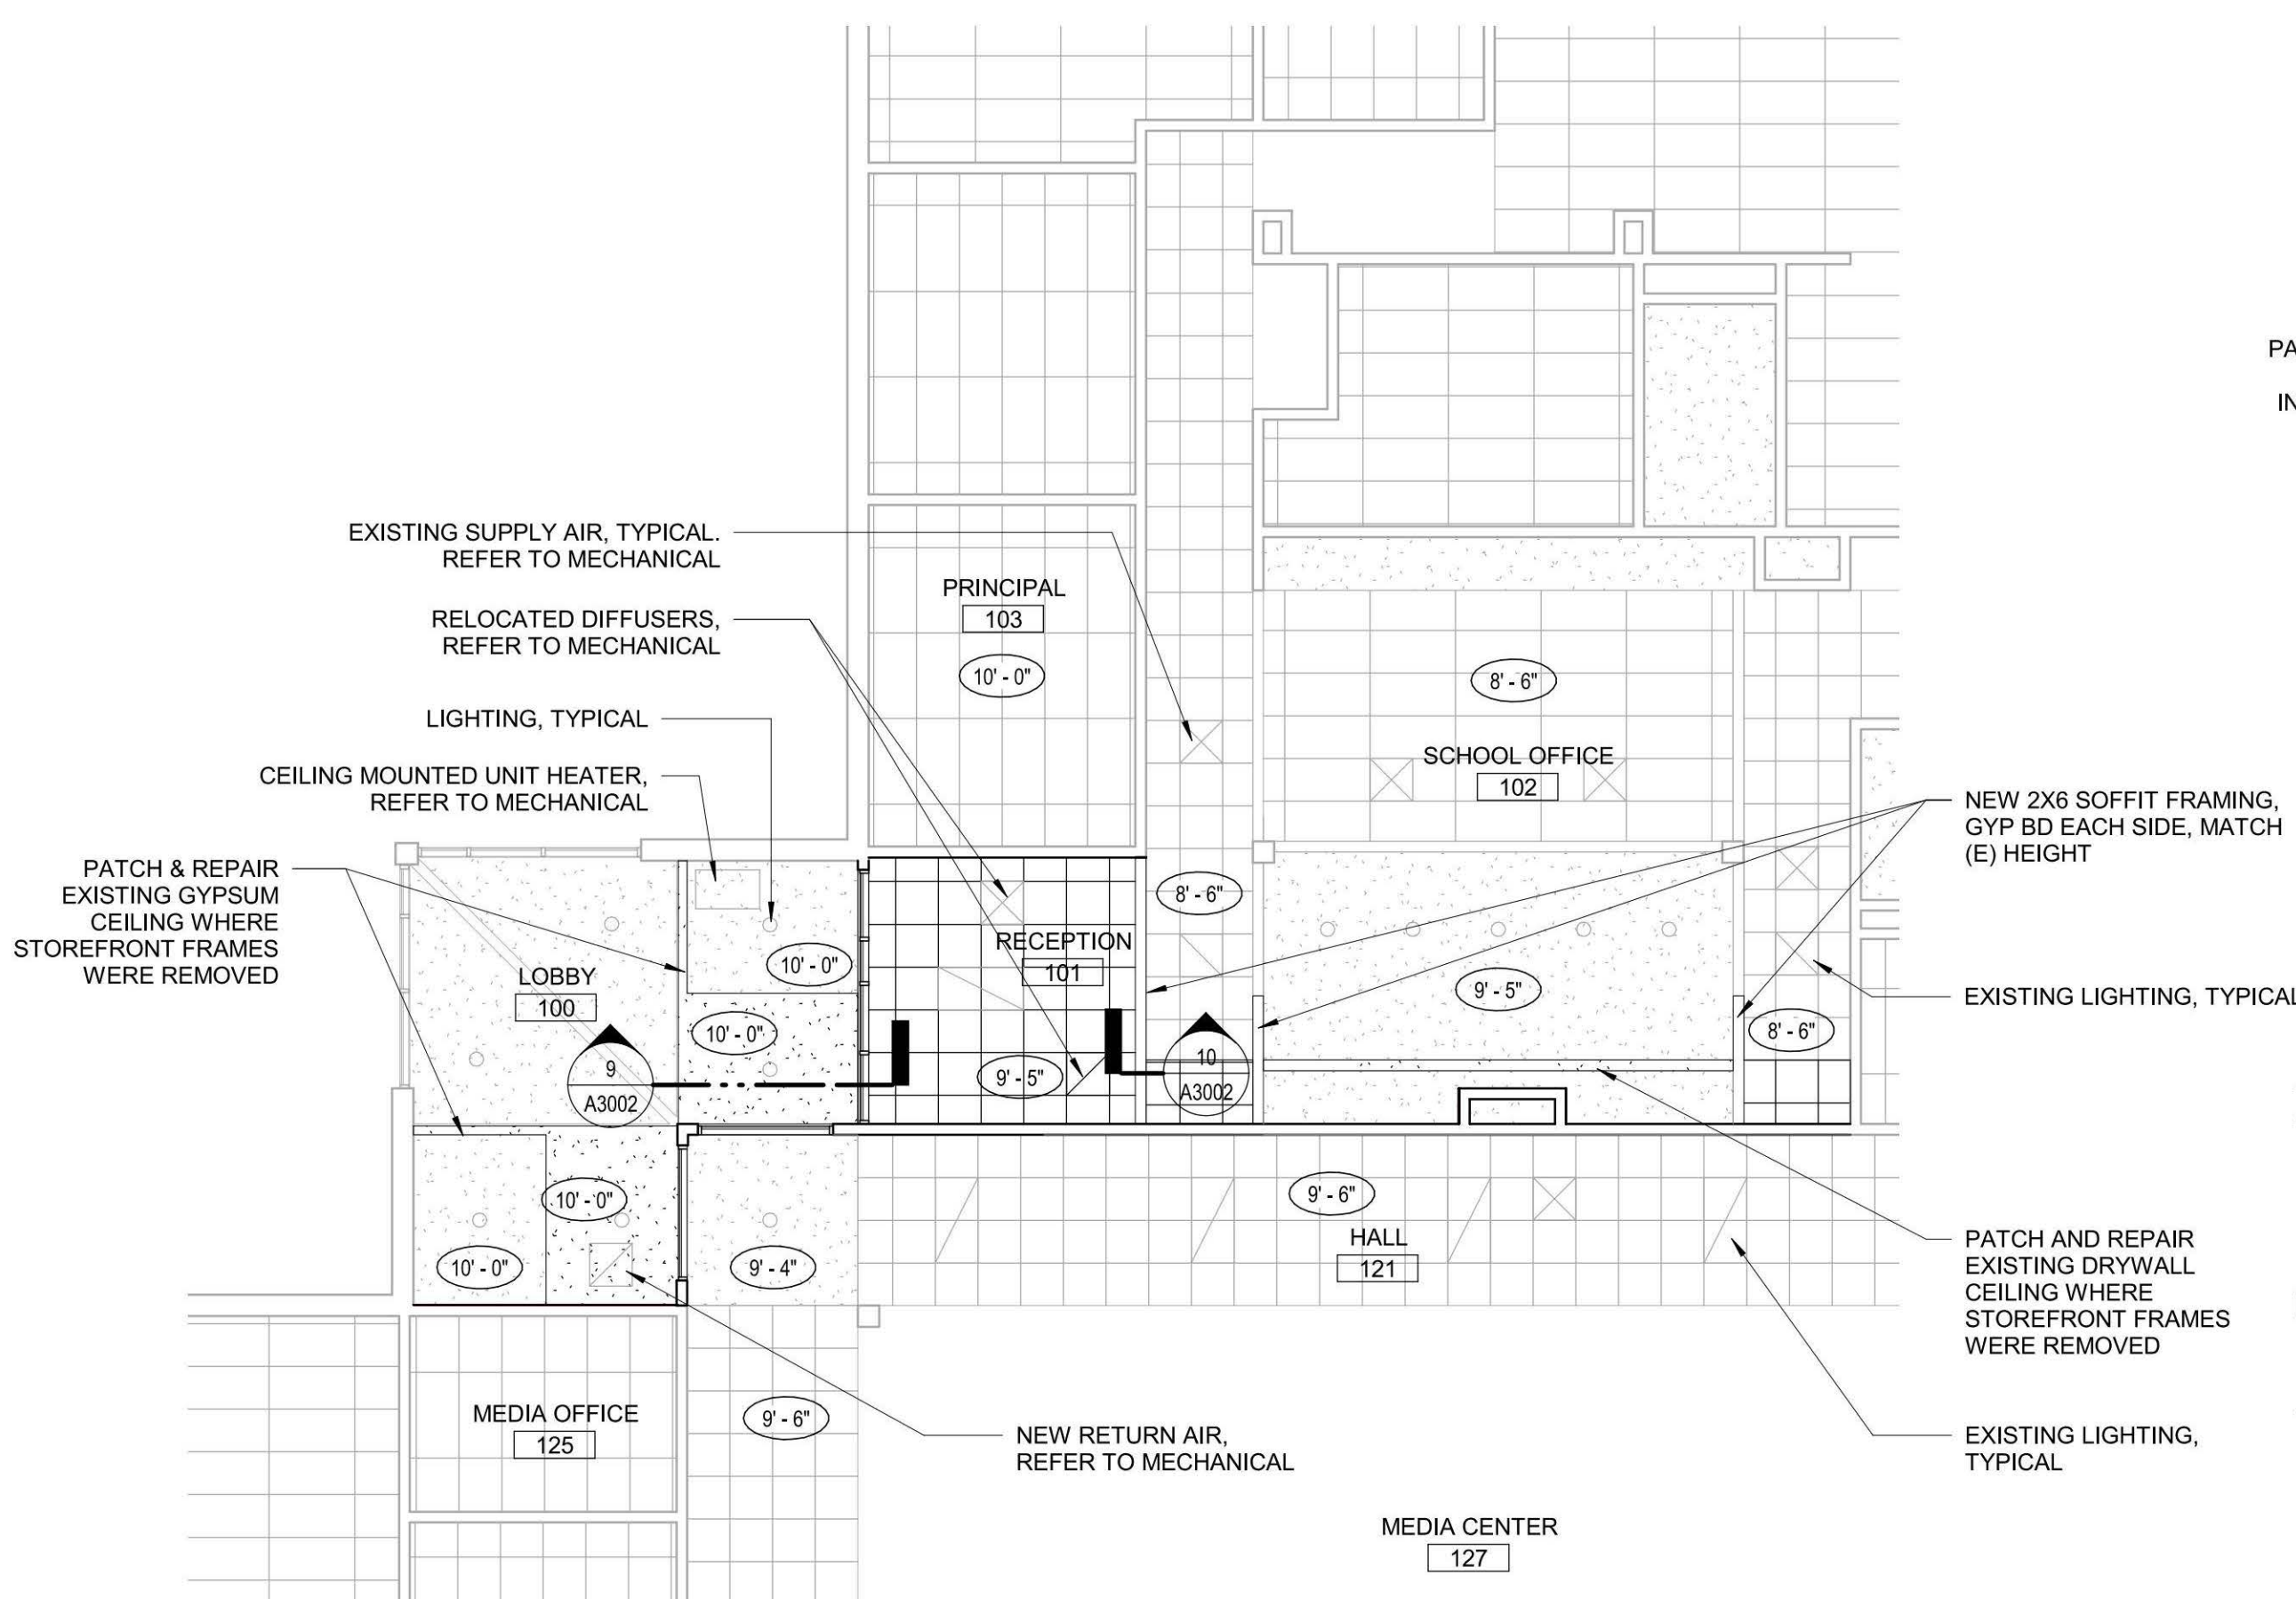 PA
IN
EXISTING SUPPLY AIR, TYPICAL.
REFER TO MECHANICAL
RELOCATED DIFFUSERS,
REFER TO MECHANICAL
LIGHTING, TYPICAL
CEILING MOUNTED UNIT HEATER,
REFER TO MECHANICAL
PATCH & REPAIR
EXISTING GYPSUM
CEILING WHERE
STOREFRONT FRAMES
WERE REMOVED
PRINCIPAL
103
10' - 0"
8' - 6"
SCHOOL OFFICE
102
NEW 2X6 SOFFIT FRAMING,
GYP BD EACH SIDE, MATCH
(E) HEIGHT
8' - 6"
RECEPTION
101
10' - 0"
LOBBY
100
9' - 5"
EXISTING LIGHTING, TYPICAL
10' - 0"
8' - 6"
9
A3002
9' - 5"
10
A3002
10' - 0"
9' - 6"
HALL
121
10' - 0"
9' - 4"
PATCH AND REPAIR
EXISTING DRYWALL
CEILING WHERE
STOREFRONT FRAMES
WERE REMOVED
MEDIA OFFICE
125
9' - 6"
NEW RETURN AIR,
REFER TO MECHANICAL
EXISTING LIGHTING,
TYPICAL
MEDIA CENTER
127